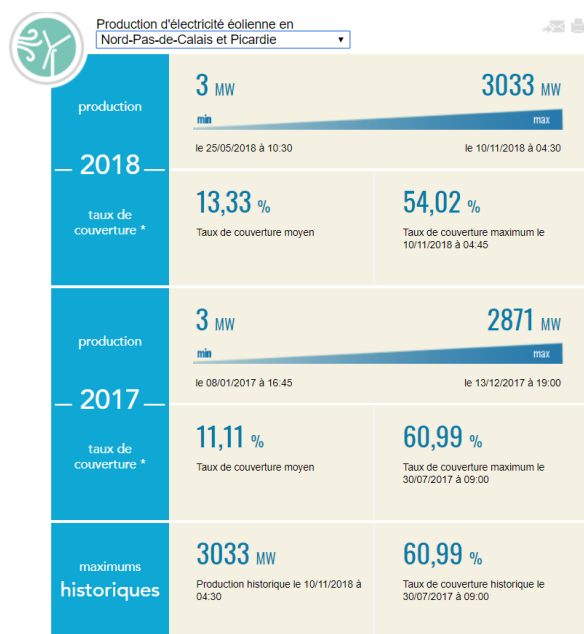 Production d'électricité éolienne en
Nord-Pas-de-Calais et Picardie
production
3 MW
3033 MW
min
max
le 25/05/2018 à 10:30
le 10/11/2018 à 04:30
2018
taux de
couverture *
13,33 %
54,02 %
Taux de couverture moyen
Taux de couverture maximum le
10/11/2018 à 04:45
production
3 MW
2871 MW
min
max
le 08/01/2017 à 16:45
le 13/12/2017 à 19:00
2017
taux de
couverture *
11,11 %
60,99 %
Taux de couverture moyen
Taux de couverture maximum le
30/07/2017 à 09:00
maximums
historiques
3033 MW
60,99 %
Production historique le 10/11/2018 à
04:30
Taux de couverture historique le
30/07/2017 à 09:00